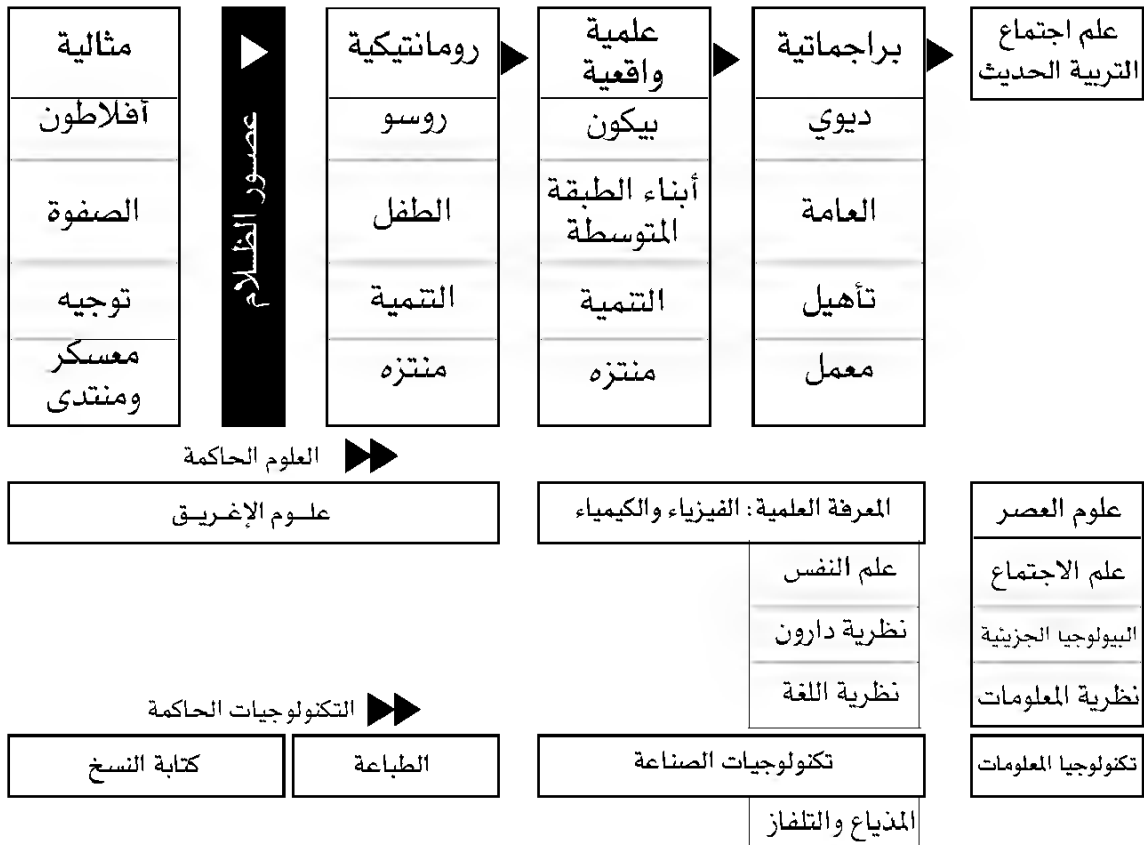 مثالية
أفلاطون
الصفوة
توجيه
معسكر
ومنتدى
عصور الظلام
رومانتيكية
روسو
الطفل
التنمية
منتزه
علمية
واقعية
بيكون
أبناء الطبقة
المتوسطة
التنمية
منتزه
براجماتية
ديوي
العامة
تأهيل
معمل
علم اجتماع
التربية الحديث
العلوم الحاكمة
علوم الإغريق
المعرفة العلمية: الفيزياء والكيمياء
علم النفس
نظرية دارون
نظرية اللغة
علوم العصر
علم الاجتماع
البيولوجيا الجزيئية
نظرية المعلومات
التكنولوجيات الحاكمة
كتابة النسخ
الطباعة
تكنولوجيات الصناعة
المذياع والتلفاز
تكنولوجيا المعلومات